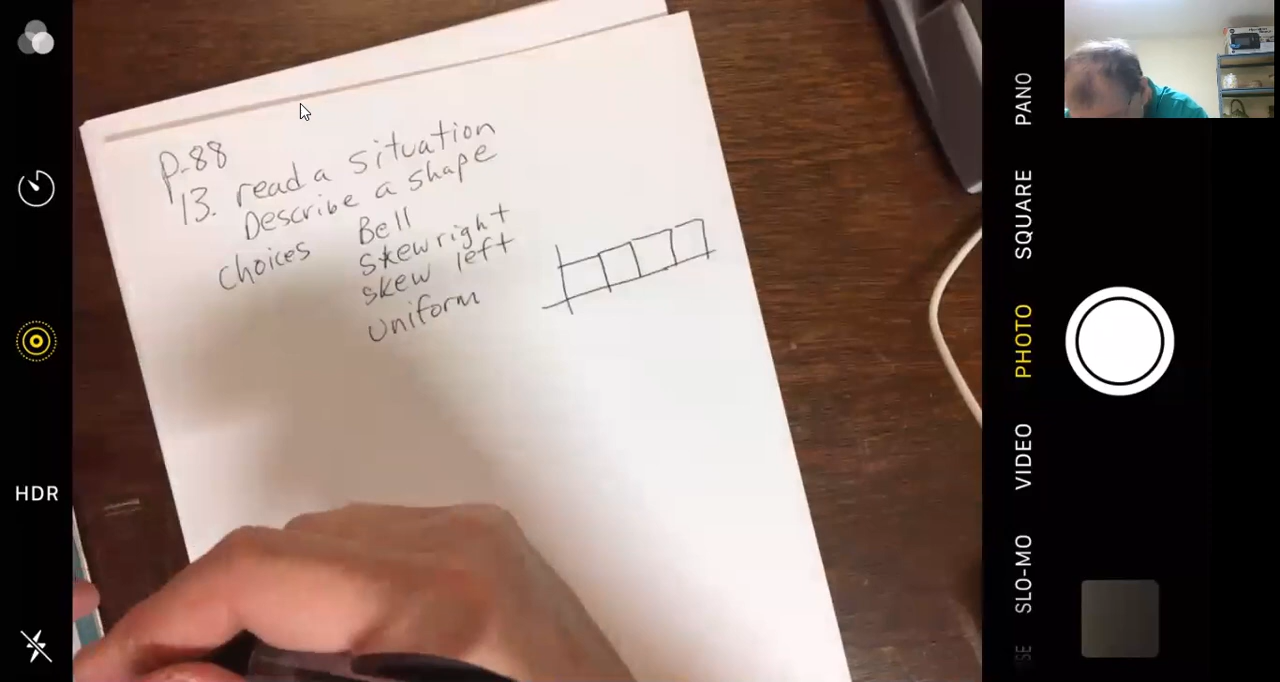 p.88
13. read a situation
Describe a shape
choices Bell
skew right
skew left
uniform
HDR
PANO
SQUARE
PHOTO
VIDEO
SLO-MO
SE